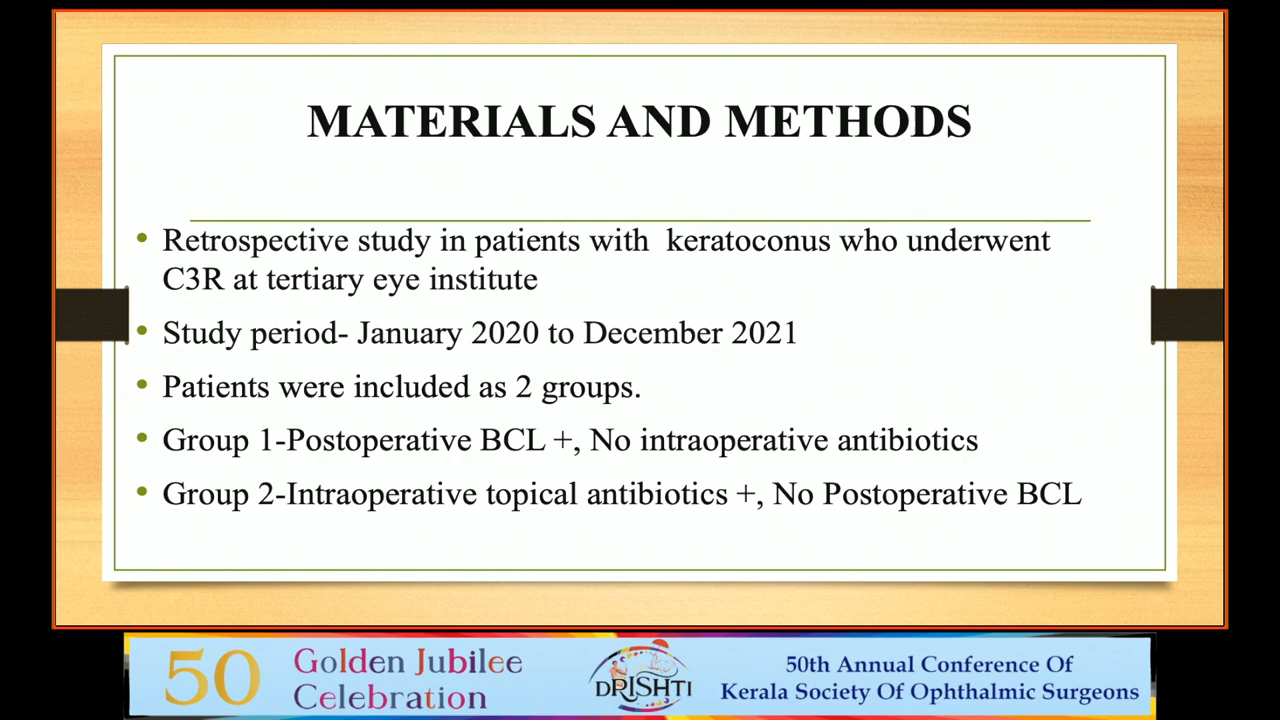 MATERIALS AND METHODS
• Retrospective study in patients with keratoconus who underwent
C3R at tertiary eye institute
• Study period- January 2020 to December 2021
• Patients were included as 2 groups.
• Group 1-Postoperative BCL +, No intraoperative antibiotics
• Group 2-Intraoperative topical antibiotics +, No Postoperative BCL
50
Golden Jubilee
Celebration
DRISHTI
50th Annual Conference Of
Kerala Society Of Ophthalmic Surgeons